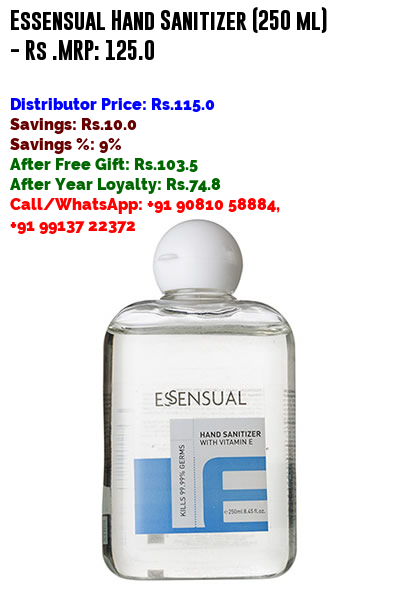 Essensual Hand Sanitizer (250 ml)
- Rs .MRP: 125.0
Distributor Price: Rs.115.0
Savings: Rs.10.0
Savings %: 9%
After Free Gift: Rs.103.5
After Year Loyalty: Rs.74.8
Call/WhatsApp: +91 90810 58884,
+91 99137 22372
ESSENSUAL
HAND SANITIZER
WITH VITAMIN E
KILLS 99.99% GERMS
e 250ml 8.45 fl.oz.